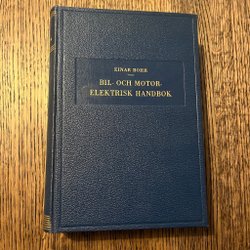 EINAR BOHR
BIL- OCH MOTOR-
ELEKTRISK HANDBOK